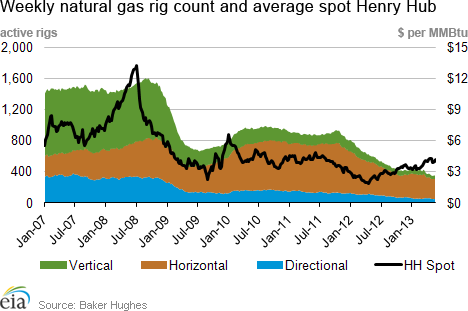 Weekly natural gas rig count and average spot Henry Hub
active rigs $ per MMBtu
2,000 $15
1,600 $12
1,200 $9
800 $6
400 $3
0 $0
Jan-07 Jul-07 Jan-08 Jul-08 Jan-09 Jul-09 Jan-10 Jul-10 Jan-11 Jul-11 Jan-12 Jul-12 Jan-13
Vertical Horizontal Directional HH Spot
eia Source: Baker Hughes